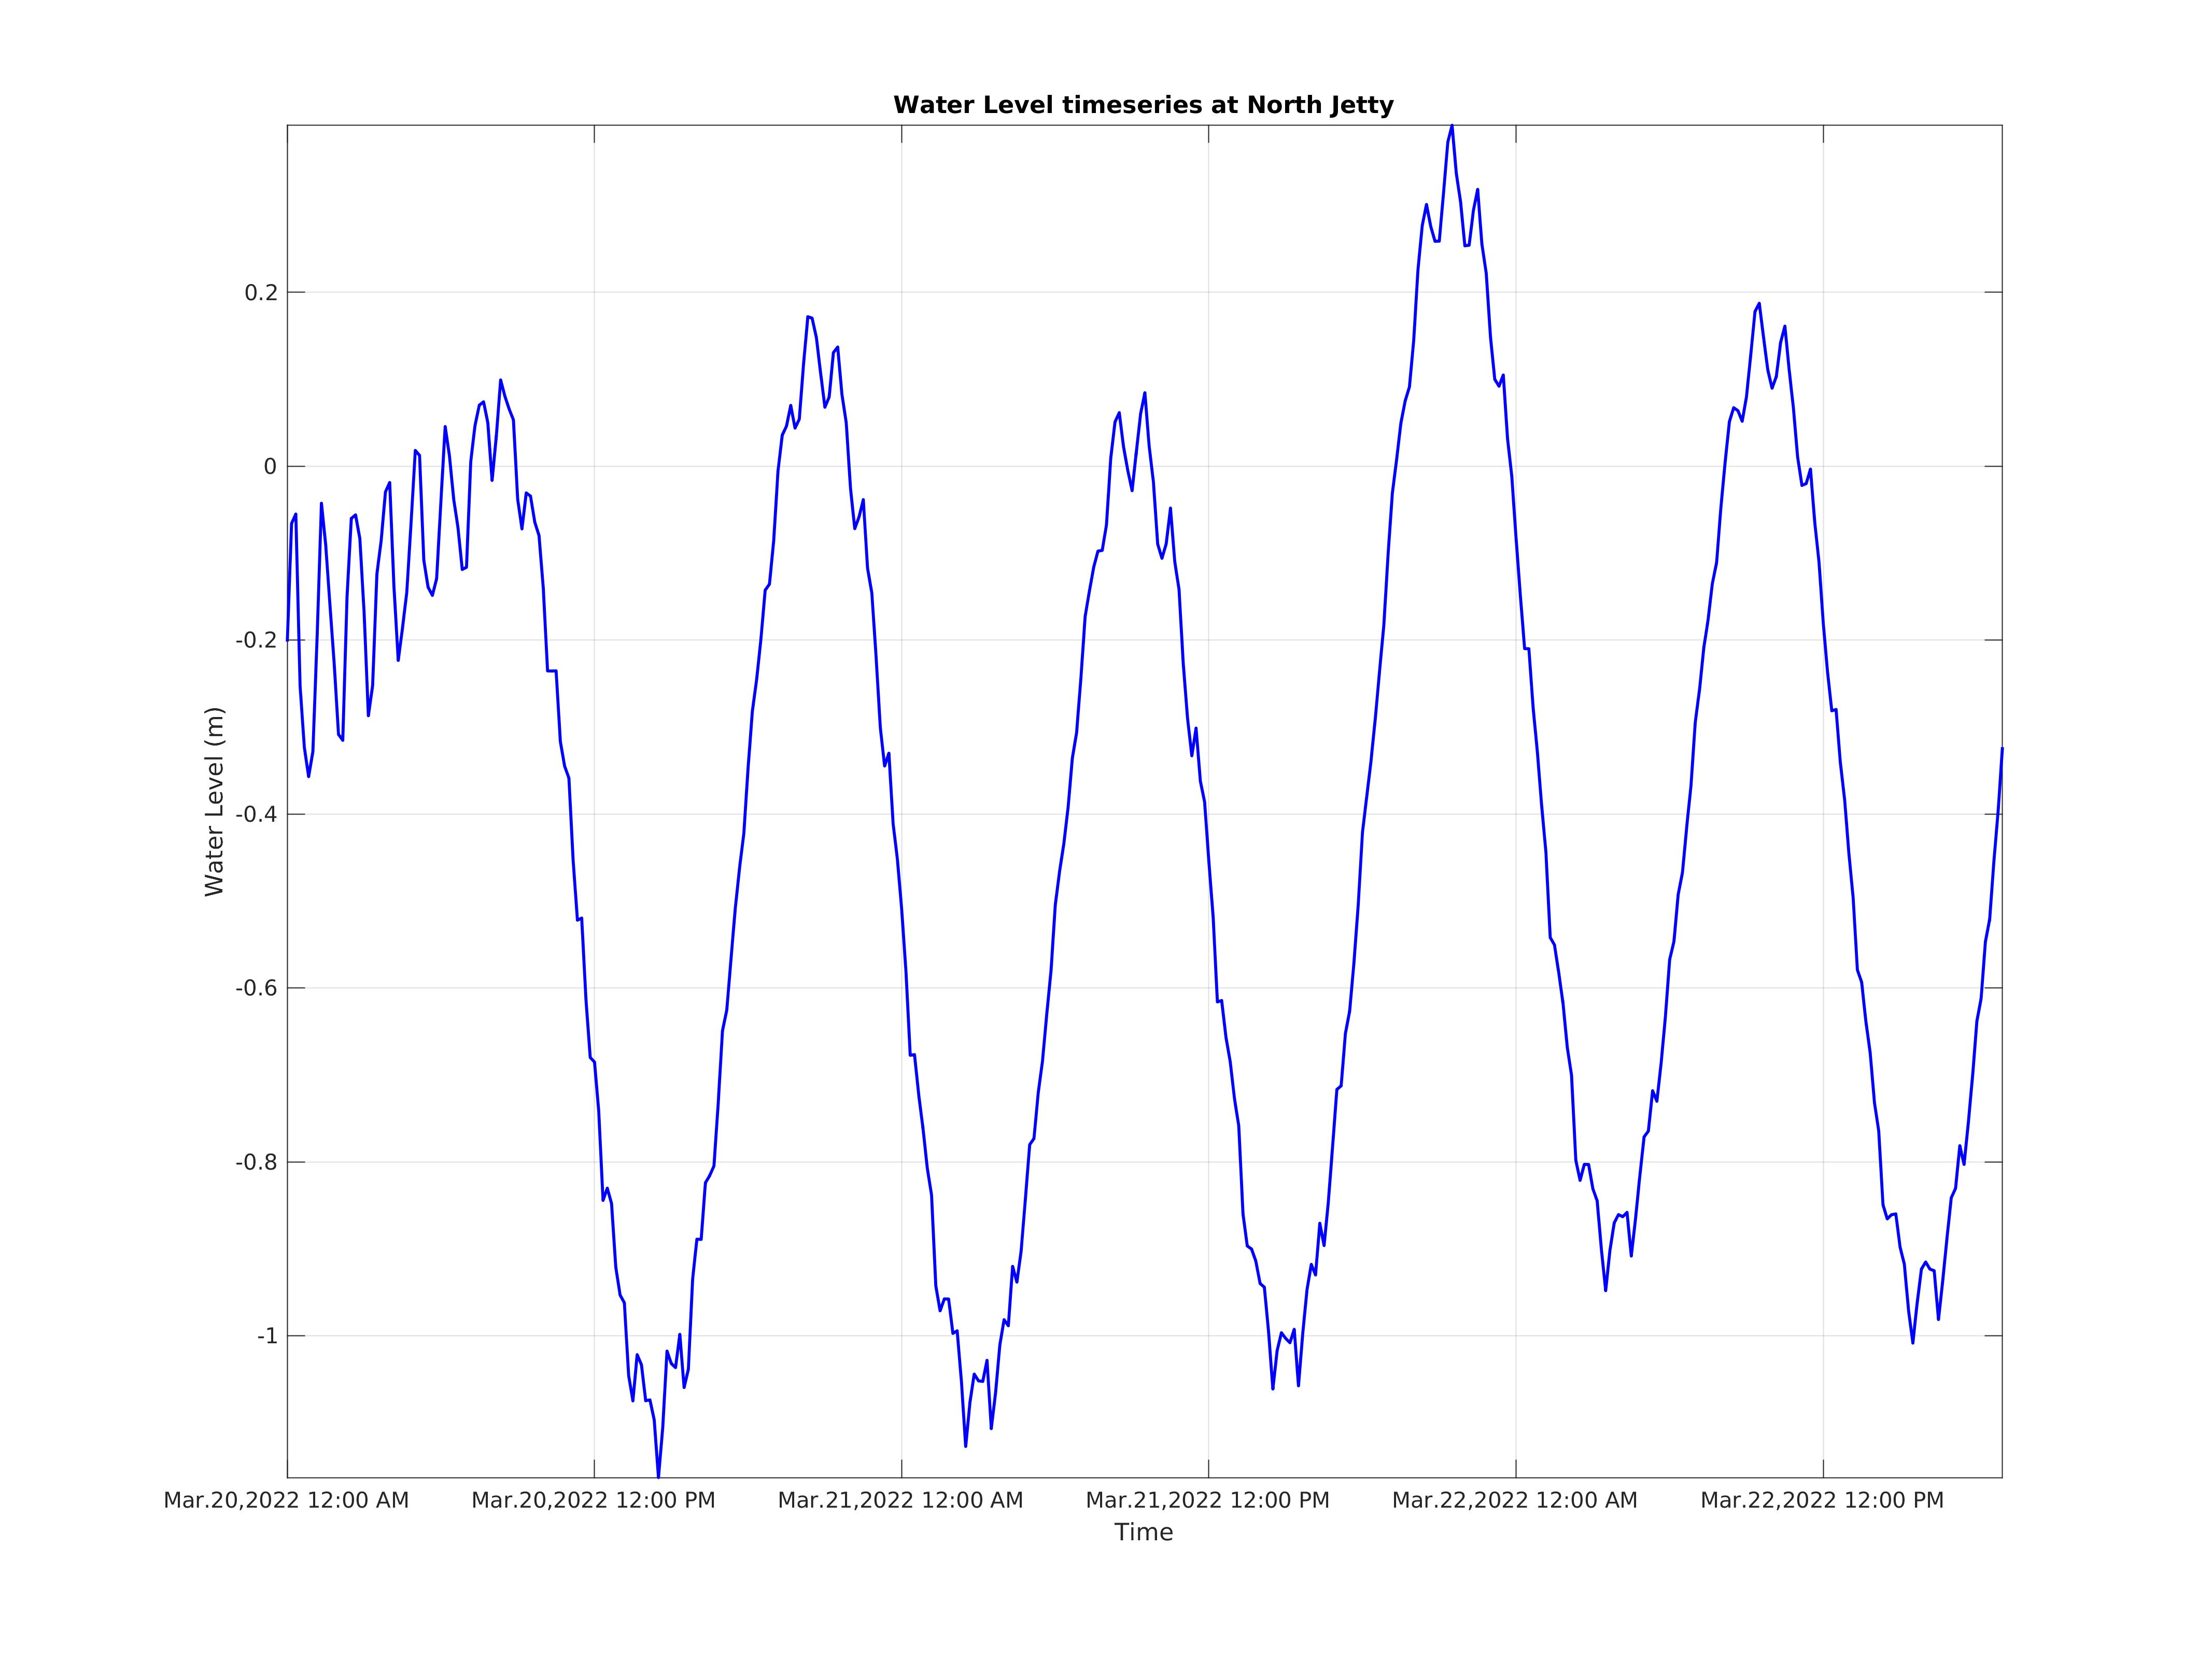 Water Level timeseries at North Jetty
Water Level (m)
0.2
0
-0.2
-0.4
-0.6
-0.8
-1
Mar.20,2022 12:00 AM
Mar.20,2022 12:00 PM
Mar.21,2022 12:00 AM
Mar.21,2022 12:00 PM
Mar.22,2022 12:00 AM
Mar.22,2022 12:00 PM
Time